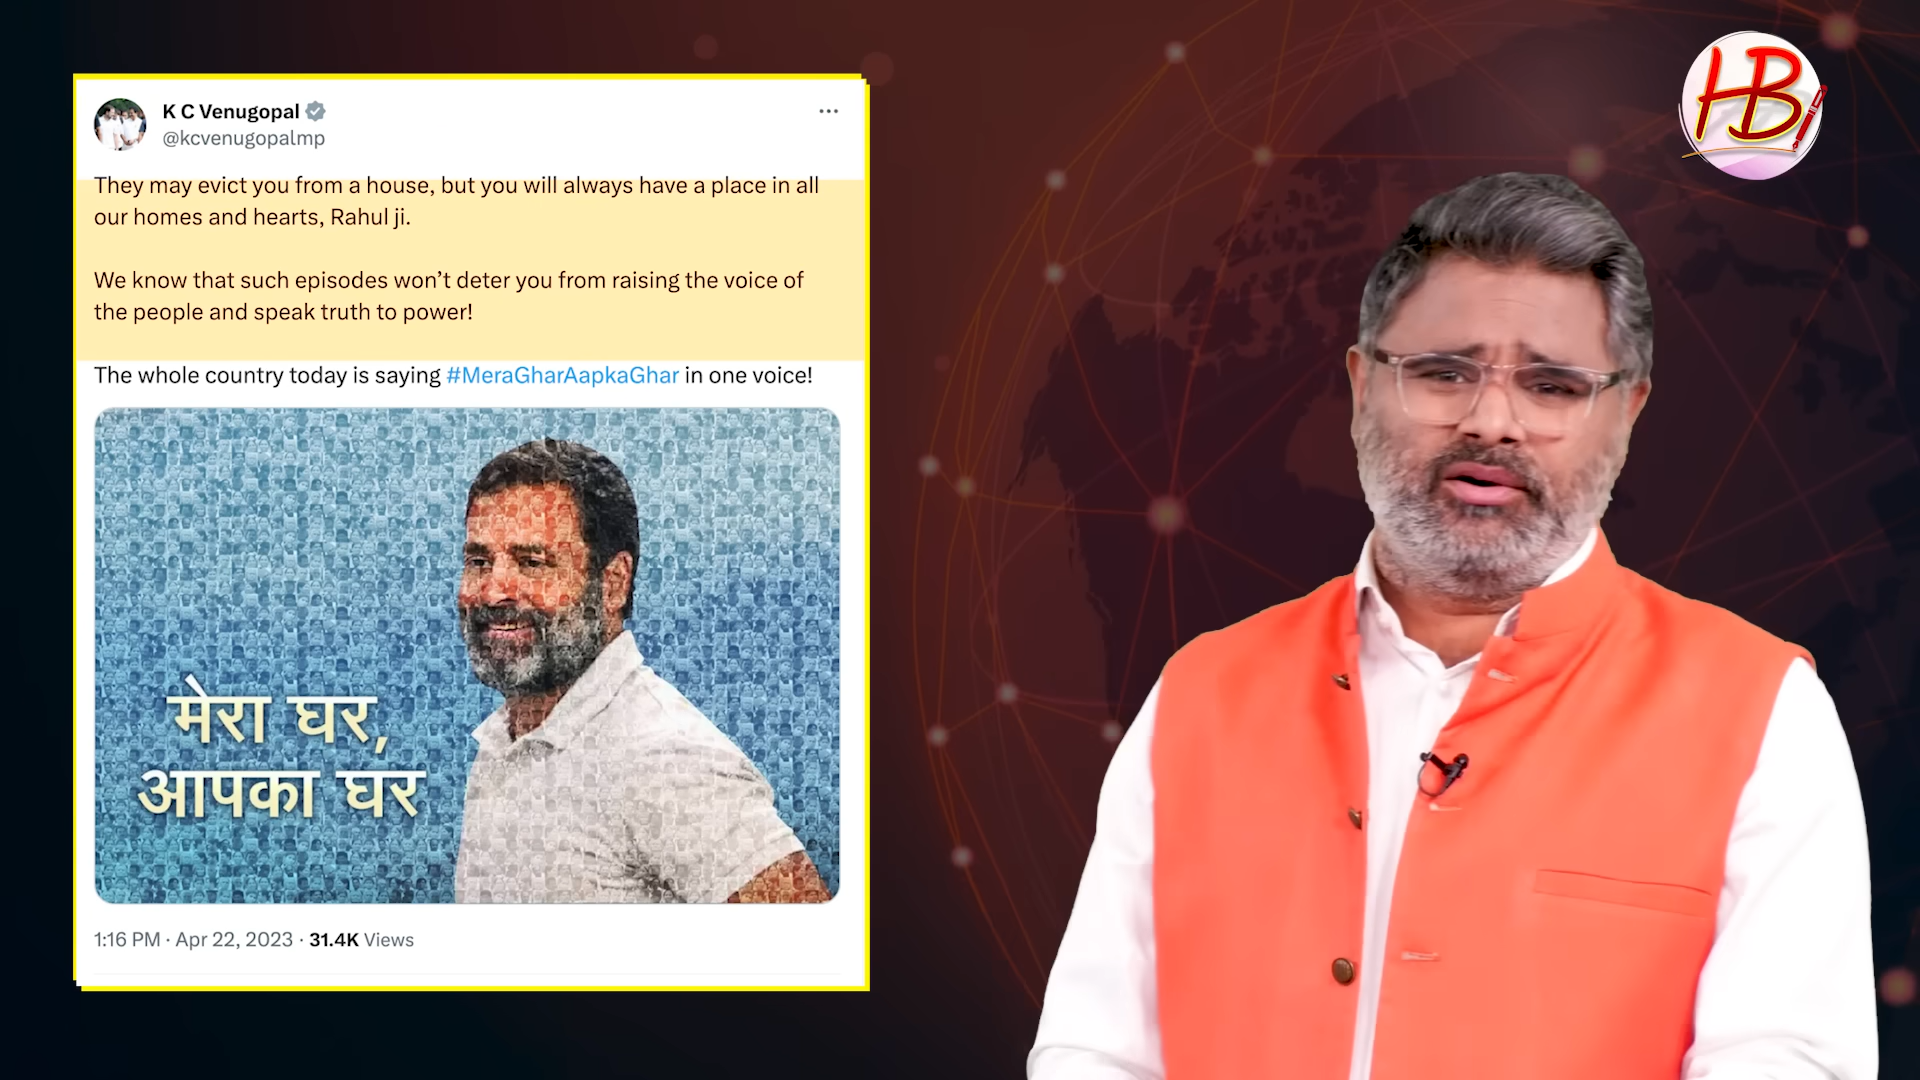 K C Venugopal
@kcvenugopalmp
They may evict you from a house, but you will always have a place in all
our homes and hearts, Rahul ji.
We know that such episodes won’t deter you from raising the voice of
the people and speak truth to power!
The whole country today is saying #MeraGharAapkaGhar in one voice!
मेरा घर,
आपका घर
1:16 PM · Apr 22, 2023 · 31.4K Views
HB